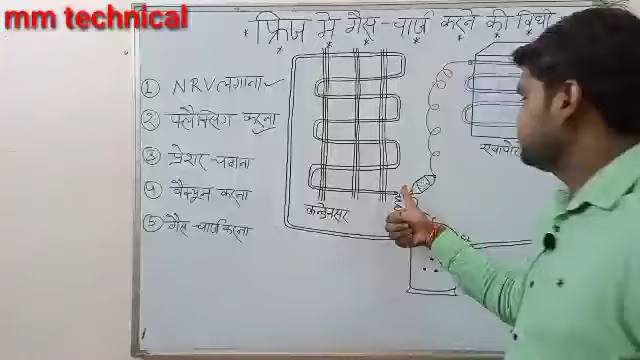 mm technical
फ्रिज में गैस चार्ज करने की विधी
① NRV लगाना
② फ्लैक्सिंग करना
③ प्रेशर चढाना
④ वैक्यूम करना
⑤ गैस चार्ज करना
कन्डेनसर